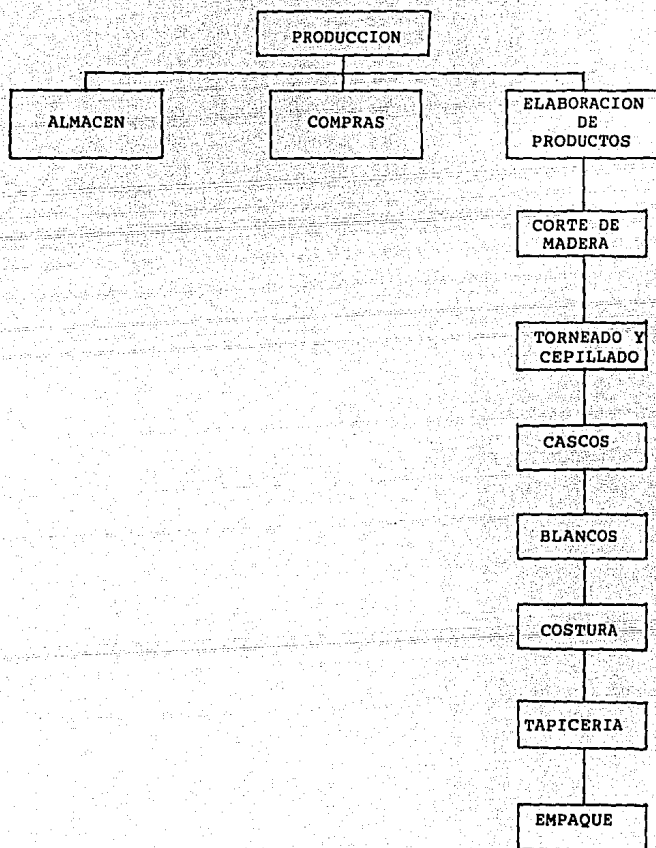 PRODUCCION
ALMACEN
COMPRAS
ELABORACION
DE
PRODUCTOS
CORTE DE
MADERA
TORNEADO Y
CEPILLADO
CASCOS
BLANCOS
COSTURA
TAPICERIA
EMPAQUE